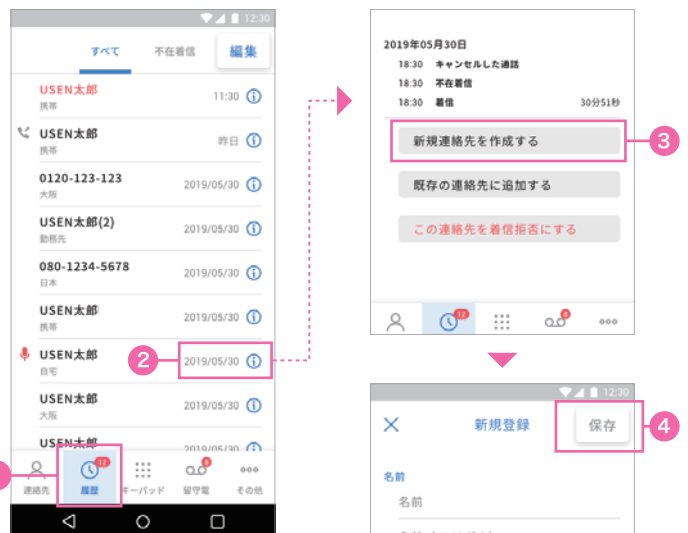 12:30
すべて 不在着信 編集
USEN太郎 11:30
携帯
USEN太郎 昨日
携帯
0120-123-123 2019/05/30
大阪
USEN太郎(2) 2019/05/30
勤務先
080-1234-5678 2019/05/30
日本
USEN太郎 2019/05/30
携帯
USEN太郎 2019/05/30
自宅
2
USEN太郎 2019/05/30
大阪
USEN太郎 2019/05/30
12 8
連絡先 履歴 キーパッド 留守電 その他
2019年05月30日
18:30 キャンセルした通話
18:30 不在着信
18:30 着信 30分51秒
新規連絡先を作成する
3
既存の連絡先に追加する
この連絡先を着信拒否にする
12 8
12:30
新規登録 保存
4
名前
名前